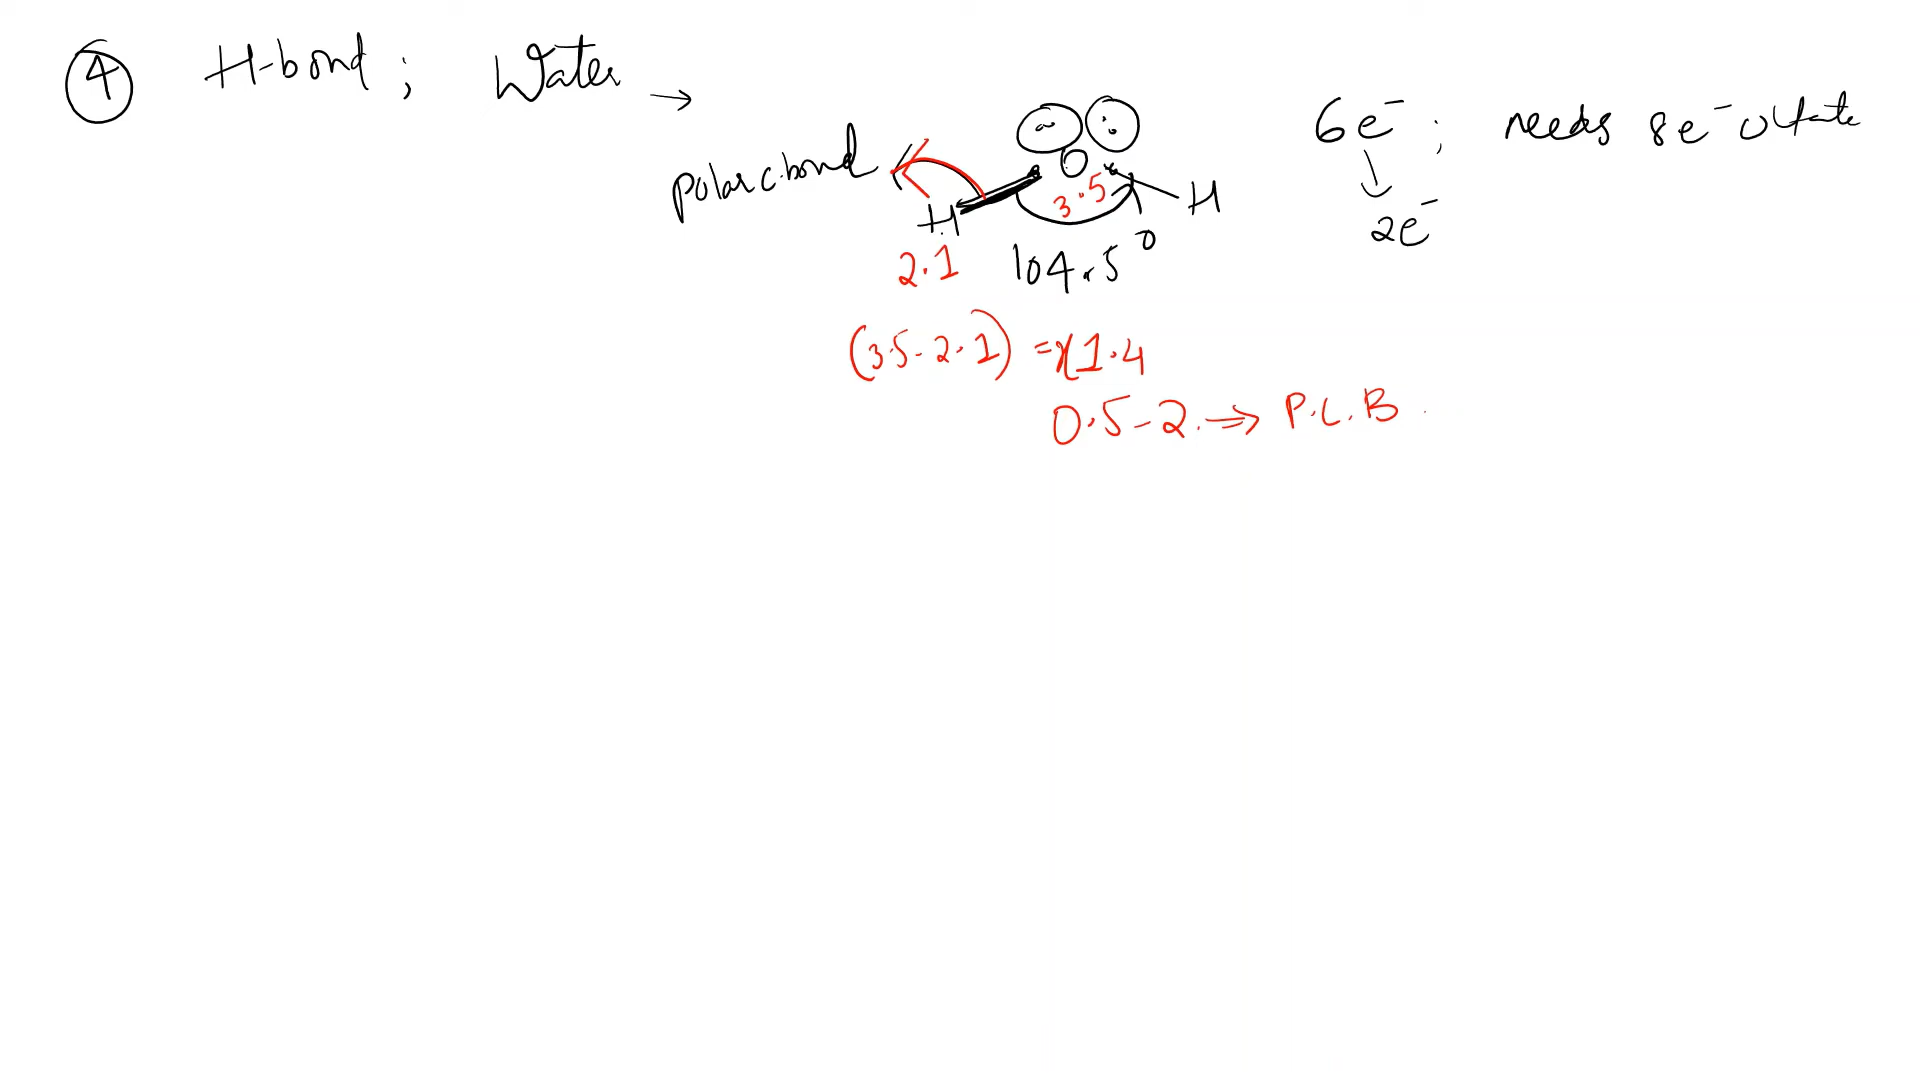 ④ H-bond; Water →
6e⁻; needs 8e⁻
↓
2e⁻
polar c.bond
O
3.5
H
H
2.1
104.5°
(3.5-2.1) = 1.4
0.5-2. ⇒ P.C.B